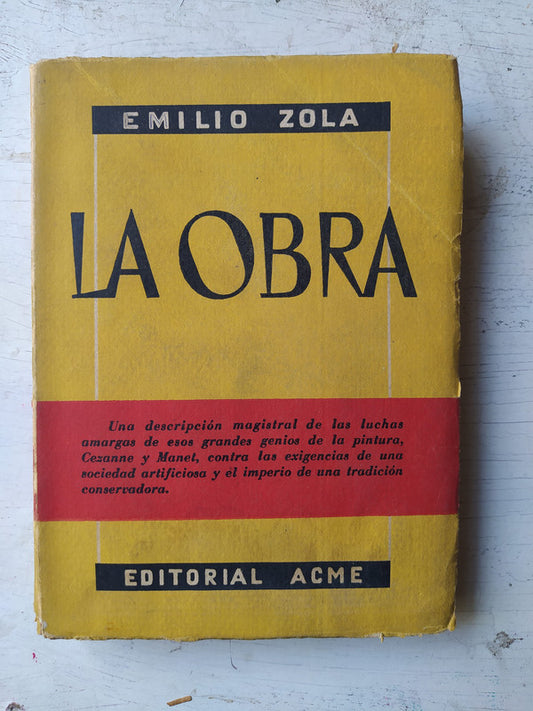 EMILIO ZOLA
LA OBRA
Una descripción magistral de las luchas
amargas de esos grandes genios de la pintura,
Cezanne y Manet, contra las exigencias de una
sociedad artificiosa y el imperio de una tradición
conservadora.
EDITORIAL ACME